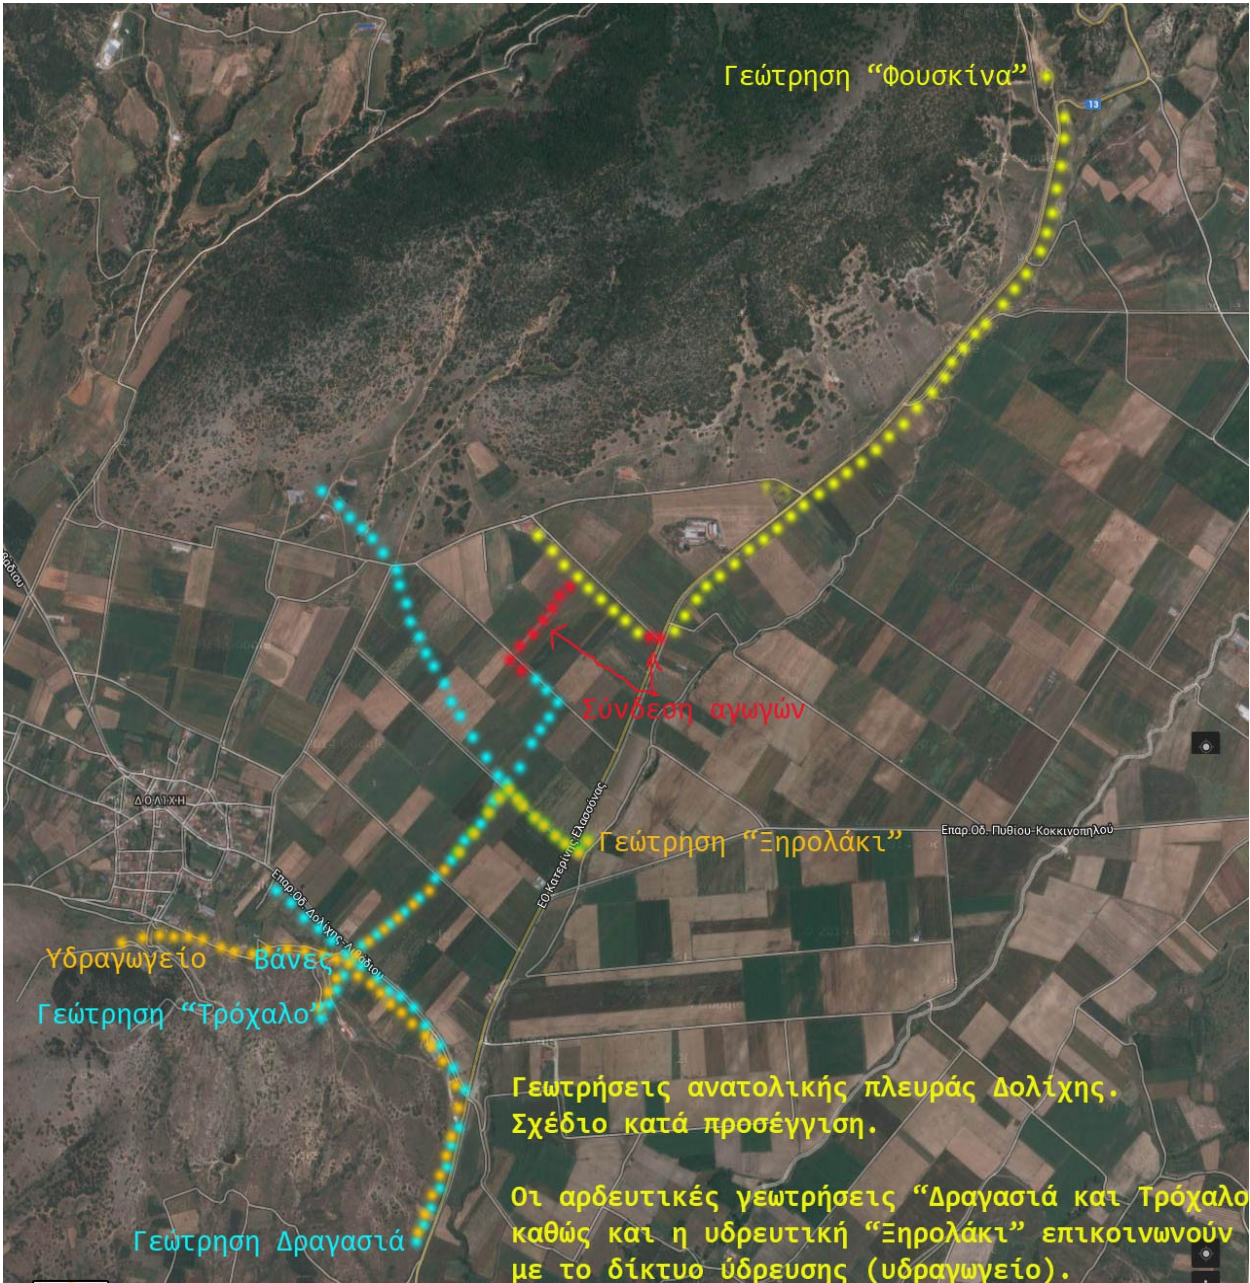 Γεώτρηση “Φουσκίνα”
13
Σύνδεση αγωγών
ΔΟΛΙΧΗ
ΕΟ Κατερίνης Ελασσόνας
Γεώτρηση “Ξηρολάκι”
Επαρ.Οδ. Πυθίου-Κοκκινοπηλού
Επαρ.Οδ. Δολίχης-Λιβαδίου
Υδραγωγείο
Βάνες
Γεώτρηση “Τρόχαλο”
Γεωτρήσεις ανατολικής πλευράς Δολίχης.
Σχέδιο κατά προσέγγιση.
Οι αρδευτικές γεωτρήσεις “Δραγασιά και Τρόχαλο
καθώς και η υδρευτική “Ξηρολάκι” επικοινωνούν
με το δίκτυο ύδρευσης (υδραγωγείο).
Γεώτρηση Δραγασιά